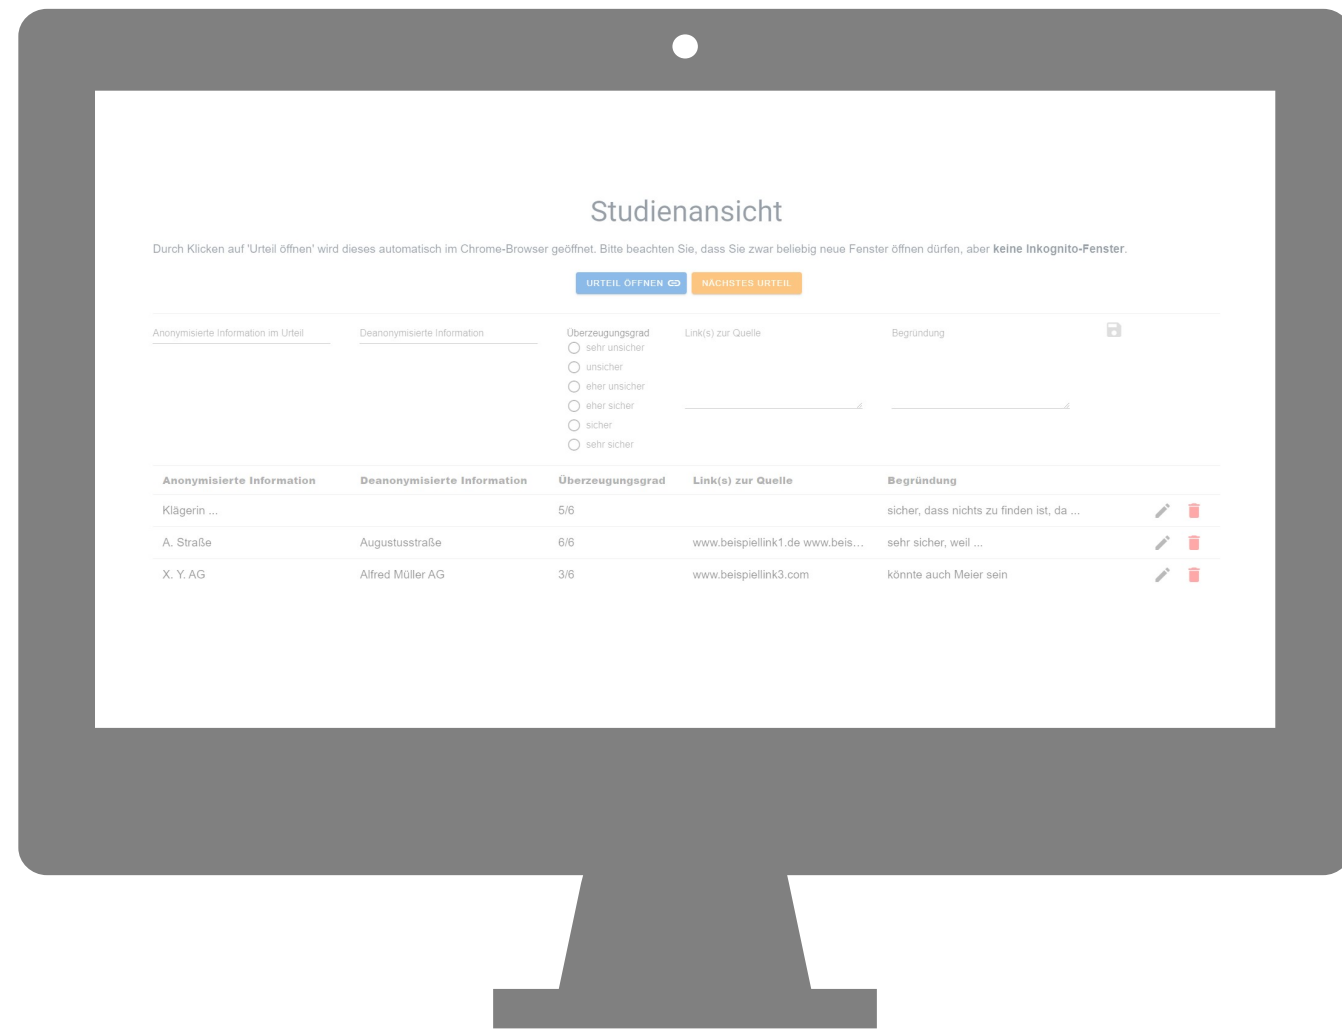 Studienansicht
Durch Klicken auf 'Urteil öffnen' wird dieses automatisch im Chrome-Browser geöffnet. Bitte beachten Sie, dass Sie zwar beliebig neue Fenster öffnen dürfen, aber keine Inkognito-Fenster.
URTEIL ÖFFNEN NÄCHSTES URTEIL
Anonymisierte Information im Urteil Deanonymisierte Information Überzeugungsgrad Link(s) zur Quelle Begründung
sehr unsicher
unsicher
eher unsicher
eher sicher
sicher
sehr sicher
Anonymisierte Information Deanonymisierte Information Überzeugungsgrad Link(s) zur Quelle Begründung
Klägerin ... 5/6 sicher, dass nichts zu finden ist, da ...
A. Straße Augustusstraße 6/6 www.beispiellink1.de www.beis... sehr sicher, weil ...
X. Y. AG Alfred Müller AG 3/6 www.beispiellink3.com könnte auch Meier sein